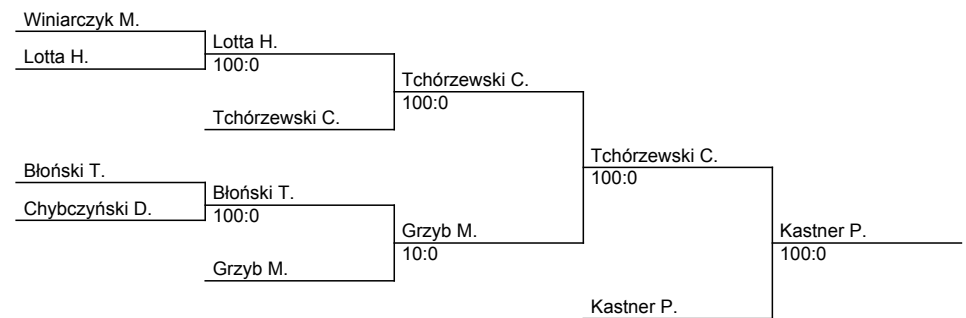 Winiarczyk M.
Lotta H.
Lotta H.
100:0
Tchórzewski C.
Tchórzewski C.
100:0
Błoński T.
Chybczyński D.
Błoński T.
100:0
Grzyb M.
Grzyb M.
10:0
Tchórzewski C.
100:0
Kastner P.
Kastner P.
100:0